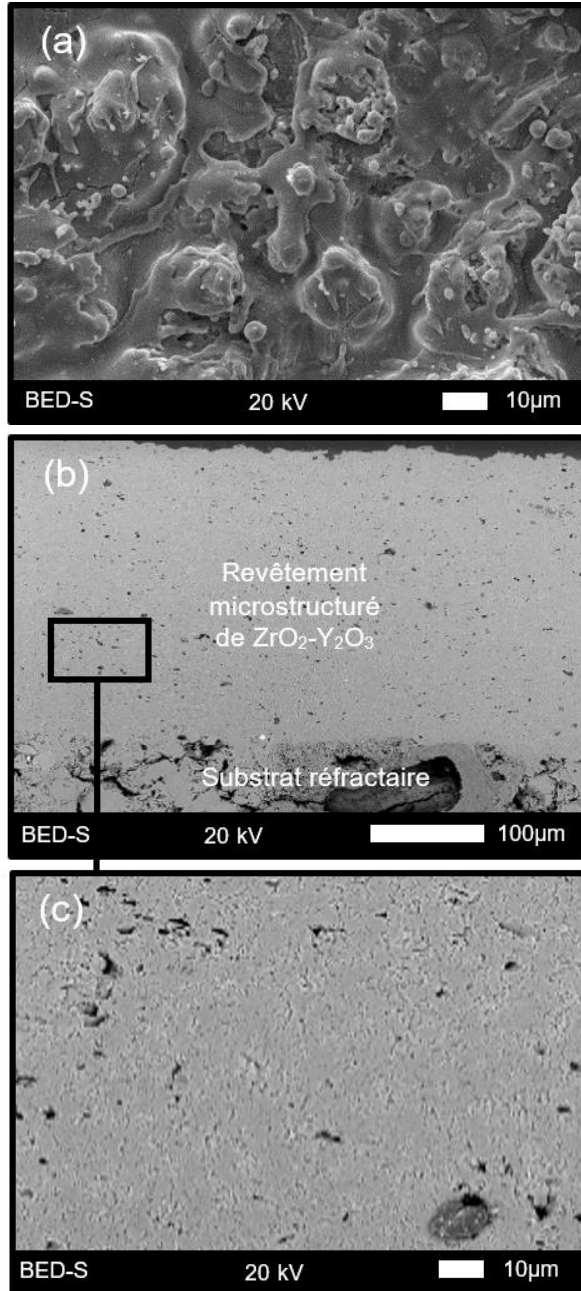 (a)
BED-S 20 kV 10µm
(b)
Revêtement
microstructuré
de ZrO₂-Y₂O₃
Substrat réfractaire
BED-S 20 kV 100µm
(c)
BED-S 20 kV 10µm